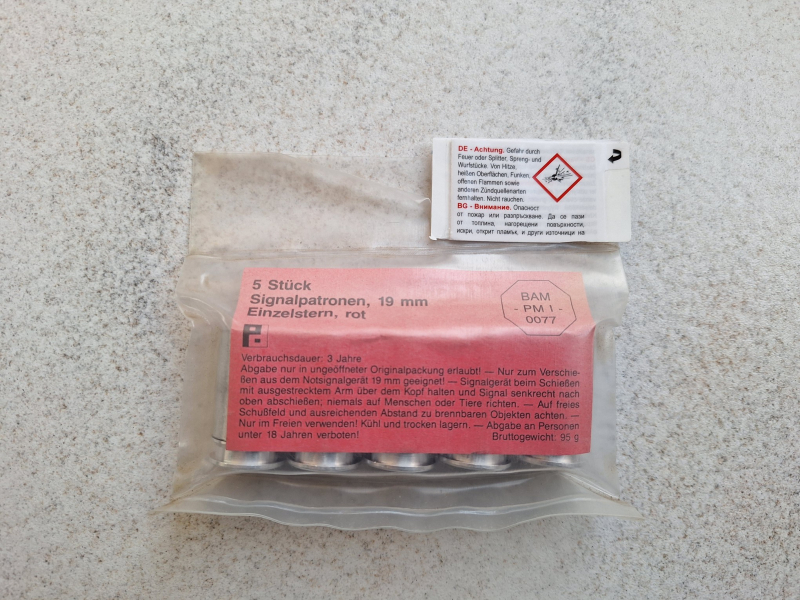 DE - Achtung. Gefahr durch
Feuer oder Splitter, Spreng- und
Wurfstücke. Von Hitze,
heißen Oberflächen, Funken,
offenen Flammen sowie
anderen Zündquellenarten
fernhalten. Nicht rauchen.
BG - Внимание. Опасност
от пожар или разпръскване. Да се пази
от топлина, нагорещени повърхности,
искри, открит пламък, и други източници на
5 Stück
Signalpatronen, 19 mm
Einzelstern, rot
BAM
- PM I -
0077
Verbrauchsdauer: 3 Jahre
Abgabe nur in ungeöffneter Originalpackung erlaubt! — Nur zum Verschie-
ßen aus dem Notsignalgerät 19 mm geeignet! — Signalgerät beim Schießen
mit ausgestrecktem Arm über dem Kopf halten und Signal senkrecht nach
oben abschießen; niemals auf Menschen oder Tiere richten. — Auf freies
Schußfeld und ausreichenden Abstand zu brennbaren Objekten achten. —
Nur im Freien verwenden! Kühl und trocken lagern. — Abgabe an Personen
unter 18 Jahren verboten! Bruttogewicht: 95 g